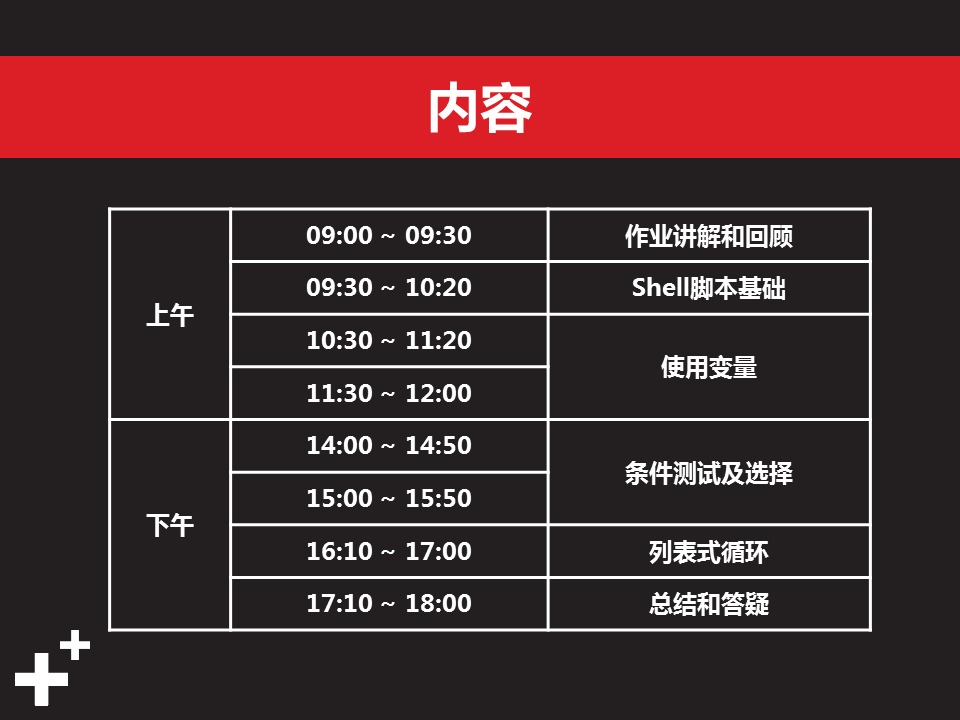 内容
上午
09:00 ~ 09:30
作业讲解和回顾
09:30 ~ 10:20
Shell脚本基础
10:30 ~ 11:20
使用变量
11:30 ~ 12:00
下午
14:00 ~ 14:50
条件测试及选择
15:00 ~ 15:50
16:10 ~ 17:00
列表式循环
17:10 ~ 18:00
总结和答疑